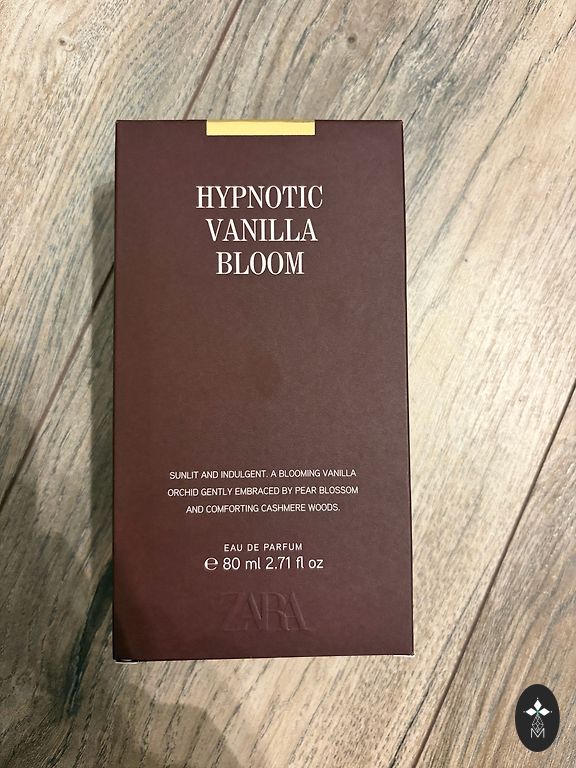 HYPNOTIC
VANILLA
BLOOM
SUNLIT AND INDULGENT. A BLOOMING VANILLA
ORCHID GENTLY EMBRACED BY PEAR BLOSSOM
AND COMFORTING CASHMERE WOODS.
EAU DE PARFUM
℮ 80 ml 2.71 fl oz
ZARA
M